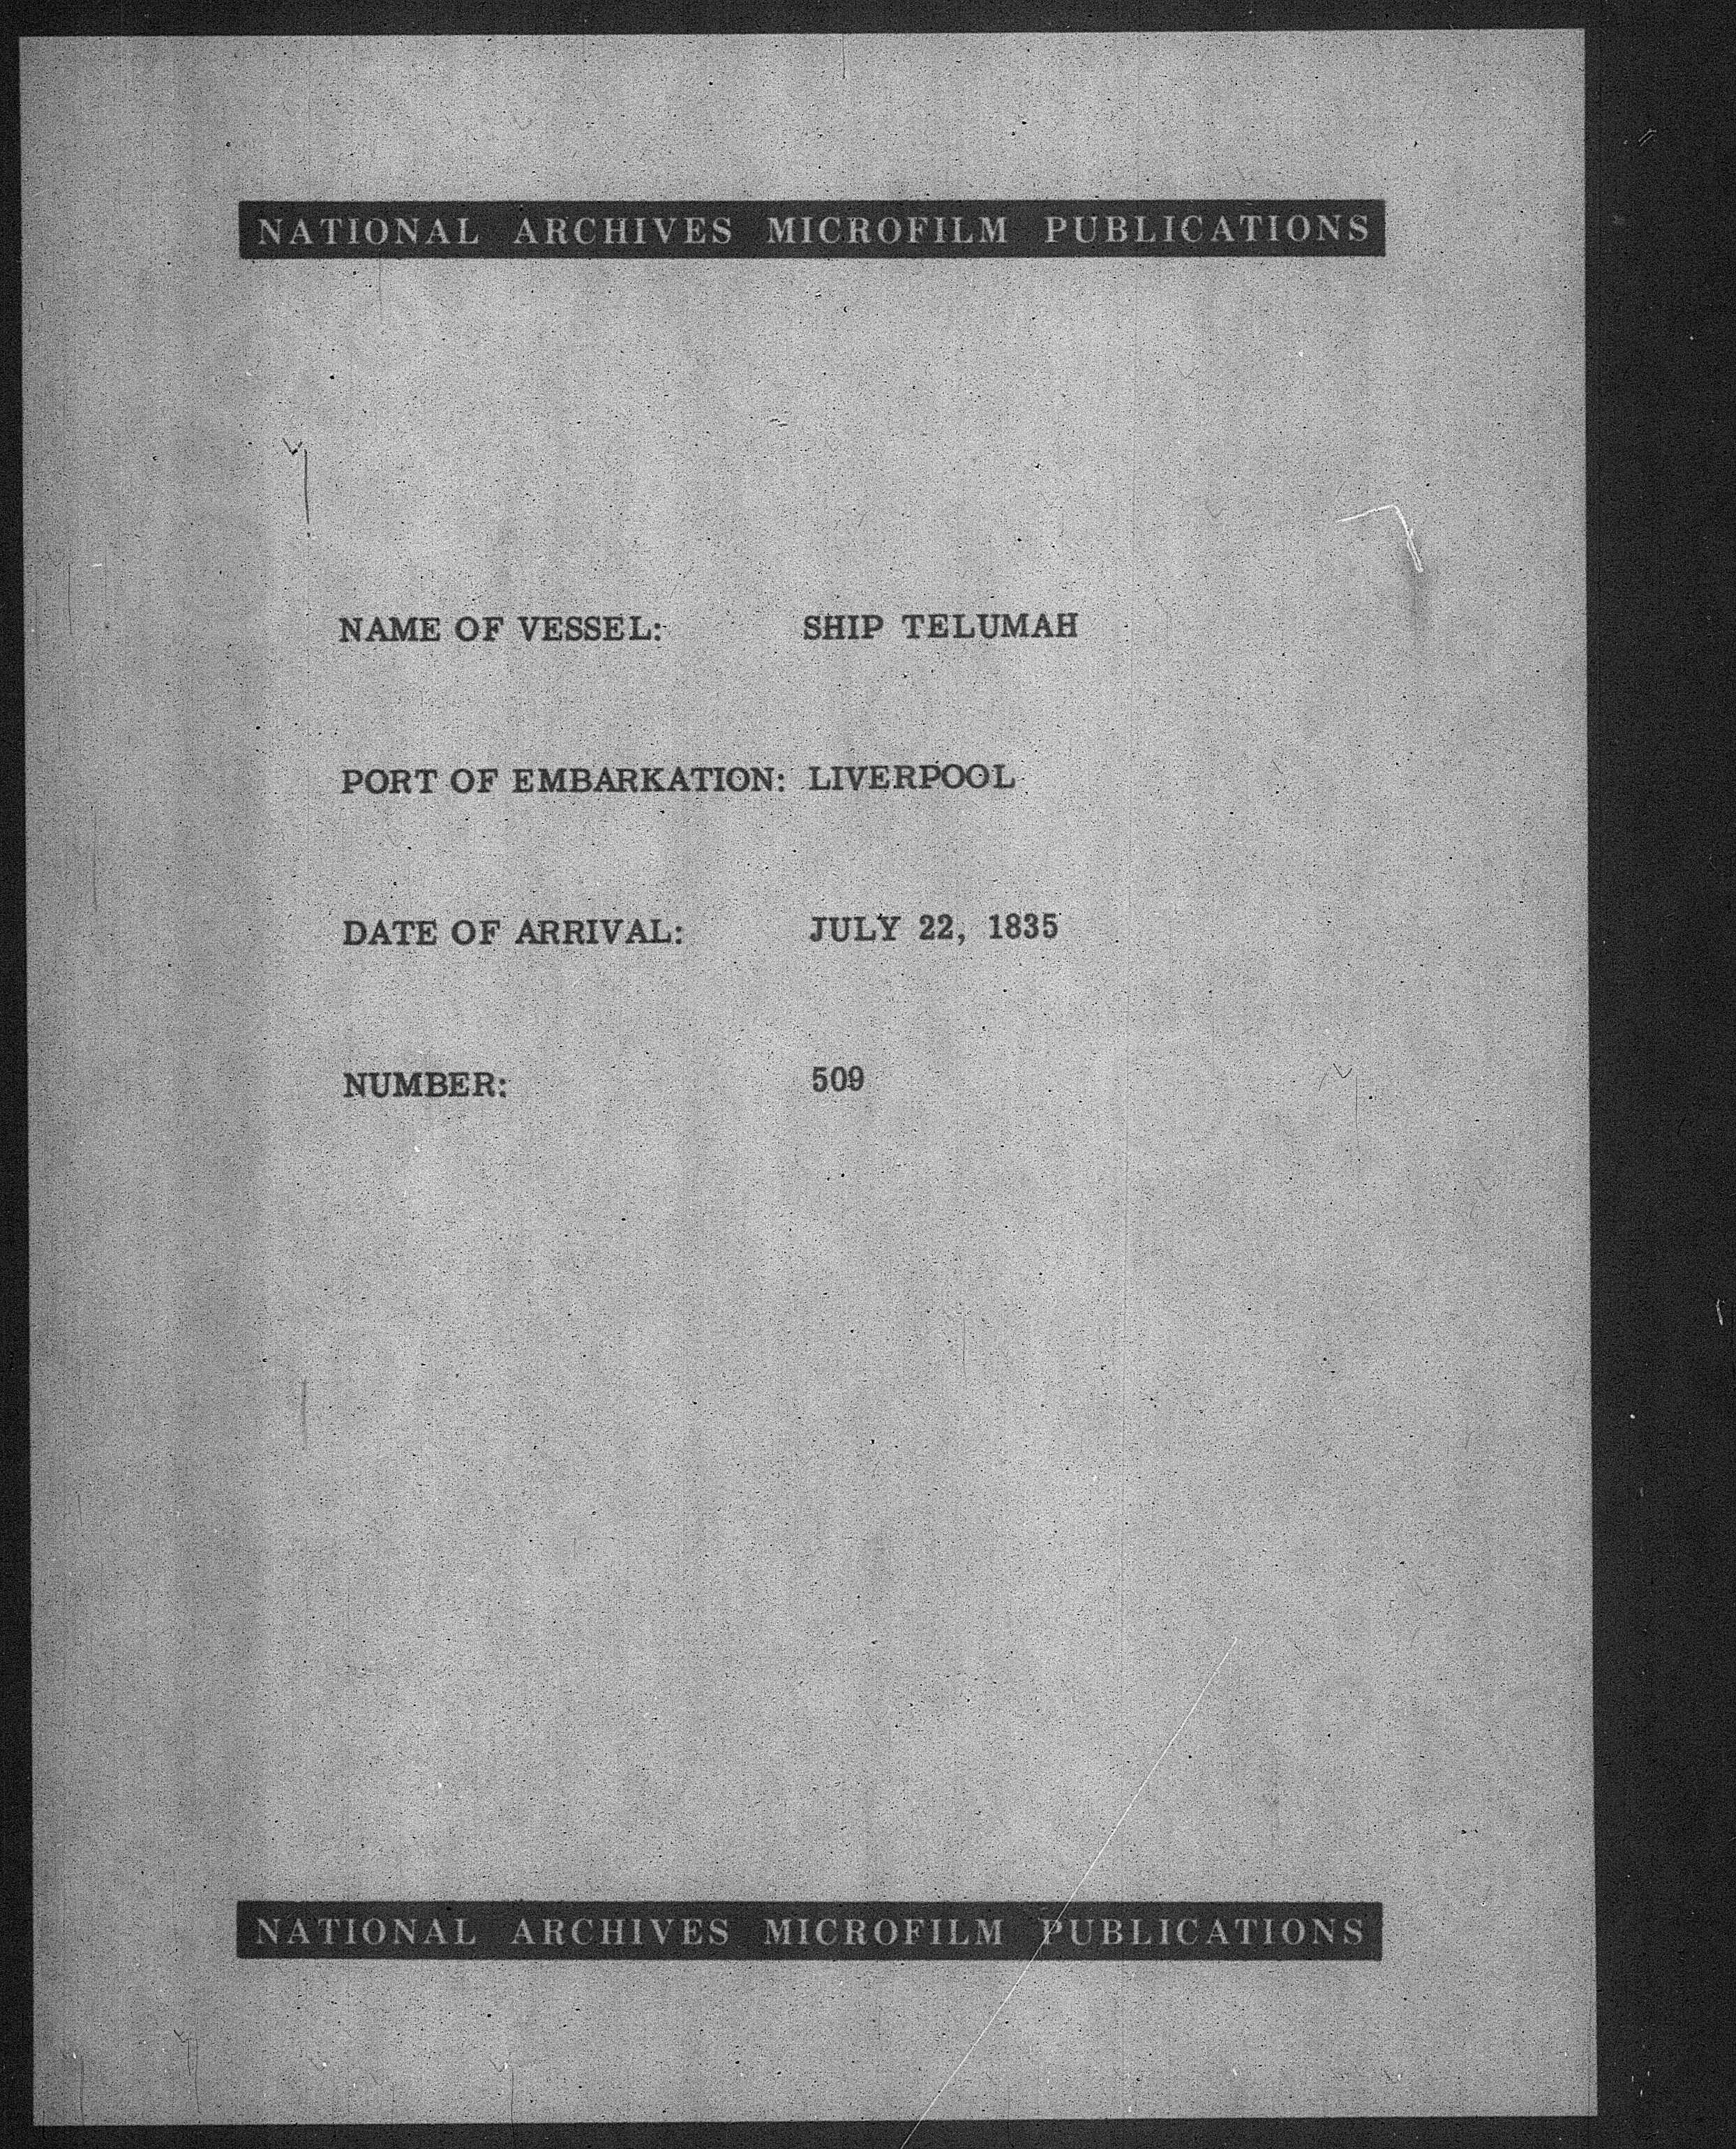 NATIONAL ARCHIVES MICROFILM PUBLICATIONS
NAME OF VESSEL: SHIP TELUMAH
PORT OF EMBARKATION: LIVERPOOL
DATE OF ARRIVAL: JULY 22, 1835
NUMBER: 509
NATIONAL ARCHIVES MICROFILM PUBLICATIONS